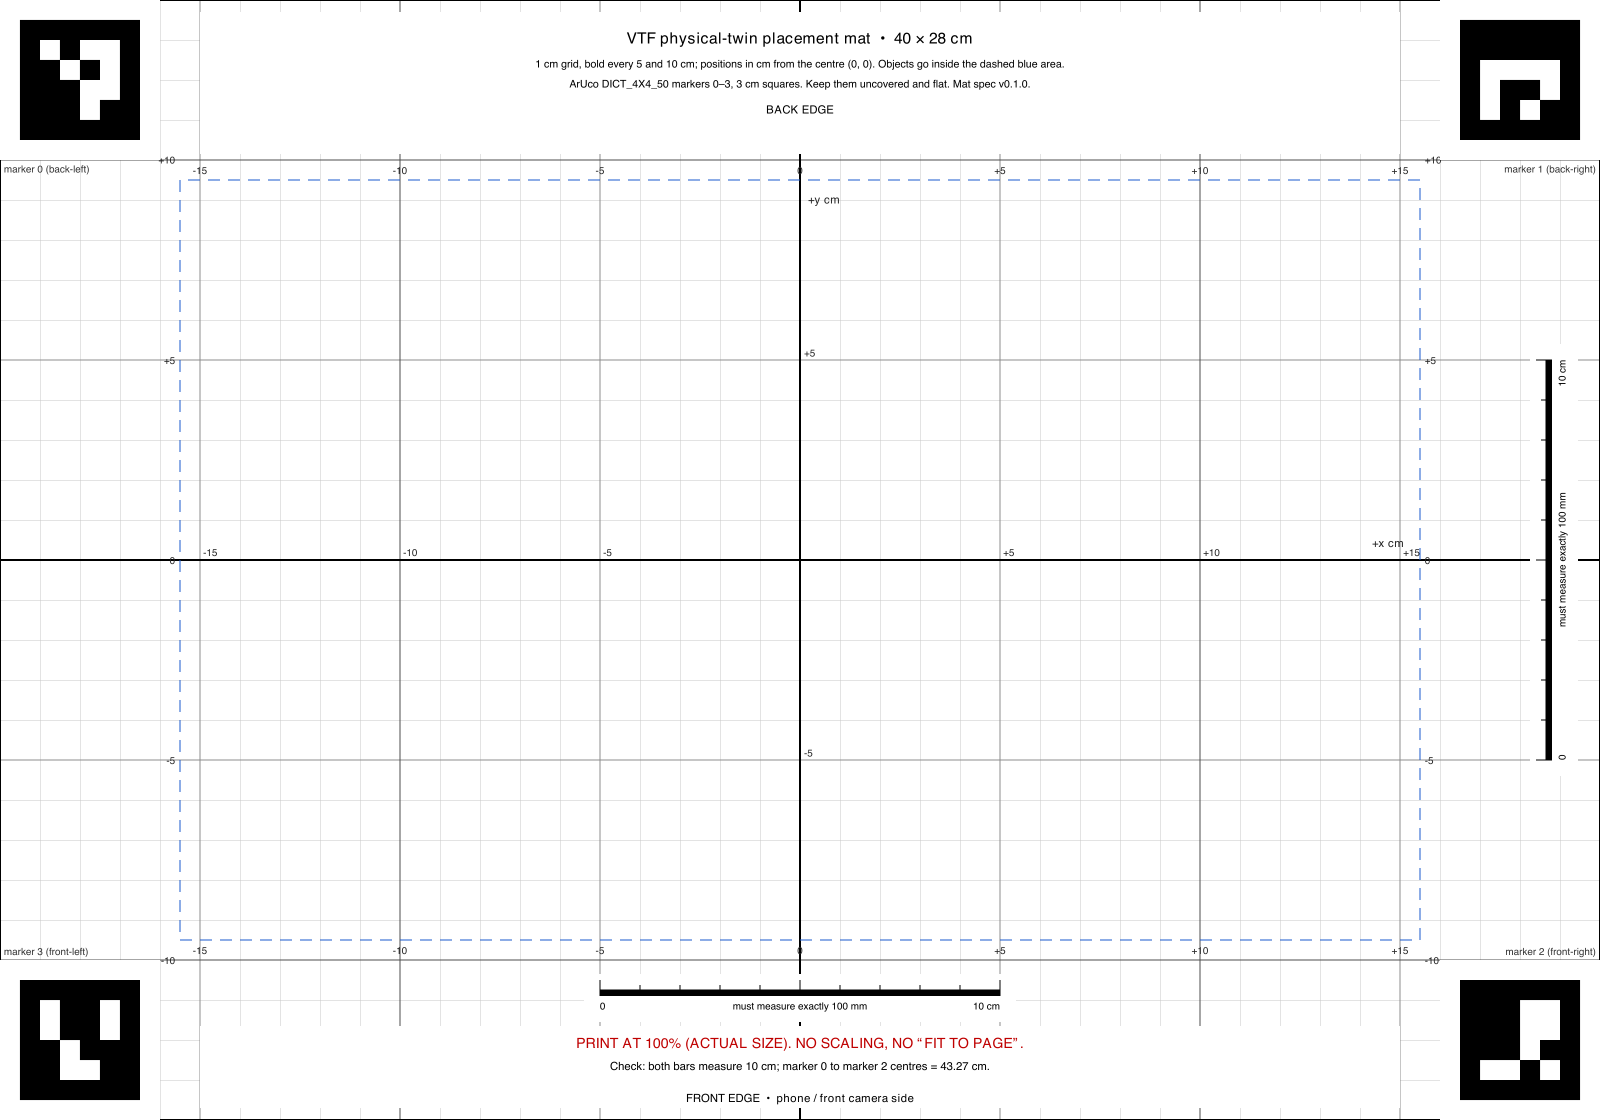 VTF physical-twin placement mat • 40 × 28 cm
1 cm grid, bold every 5 and 10 cm; positions in cm from the centre (0, 0). Objects go inside the dashed blue area.
ArUco DICT_4X4_50 markers 0–3, 3 cm squares. Keep them uncovered and flat. Mat spec v0.1.0.
BACK EDGE
+10 +10
marker 0 (back-left) -15 -10 -5 0 +5 +10 +15 marker 1 (back-right)
+y cm
+5
+5 +5
10 cm
must measure exactly 100 mm
0
+x cm
-15 -10 -5 +5 +10 +15
0 0
-5
-5 -5
marker 3 (front-left) -15 -10 -5 0 +5 +10 +15 marker 2 (front-right)
-10 -10
0 must measure exactly 100 mm 10 cm
PRINT AT 100% (ACTUAL SIZE). NO SCALING, NO “FIT TO PAGE”.
Check: both bars measure 10 cm; marker 0 to marker 2 centres = 43.27 cm.
FRONT EDGE • phone / front camera side